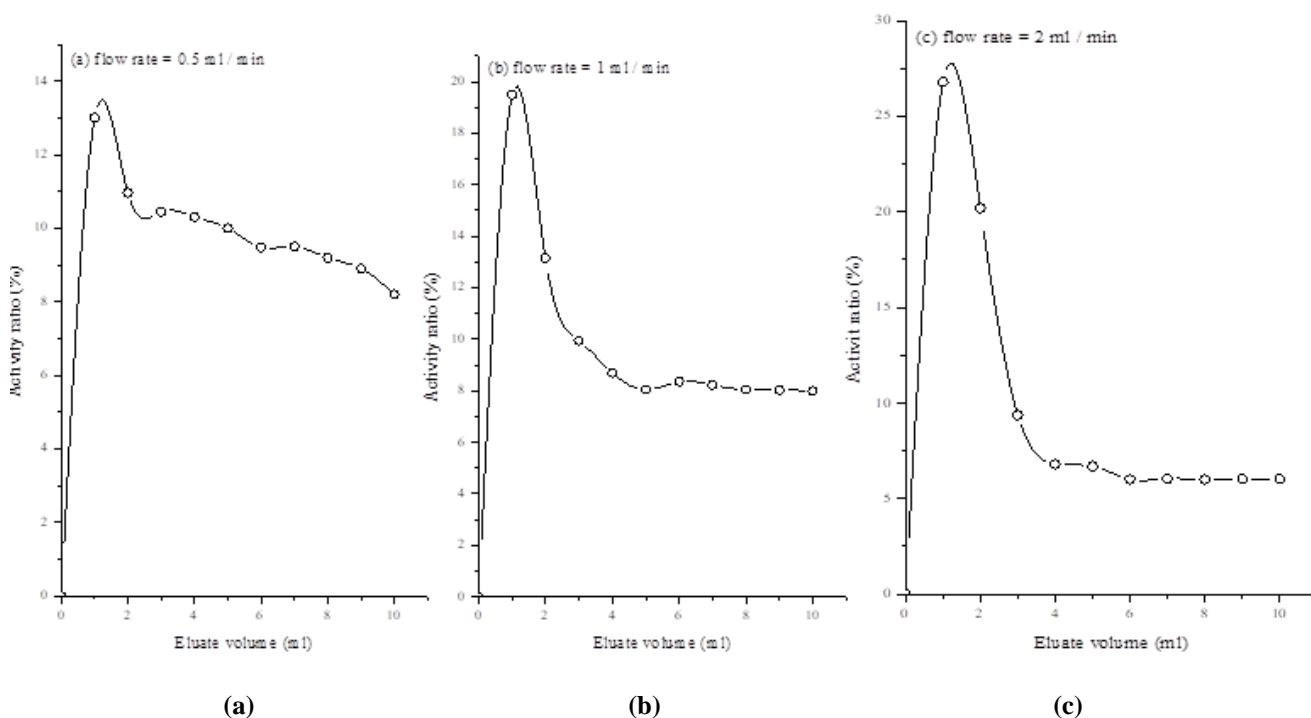 (a) flow rate = 0.5 ml / min
14
12
10
8
6
4
2
0
Activity ratio (%)
0 2 4 6 8 10
Eluate volume (ml)
(a)
(b) flow rate = 1 ml / min
20
18
16
14
12
10
8
6
4
2
0
Activity ratio (%)
0 2 4 6 8 10
Eluate volume (ml)
(b)
(c) flow rate = 2 ml / min
30
25
20
15
10
5
0
Activit ratio (%)
0 2 4 6 8 10
Eluate volume (ml)
(c)